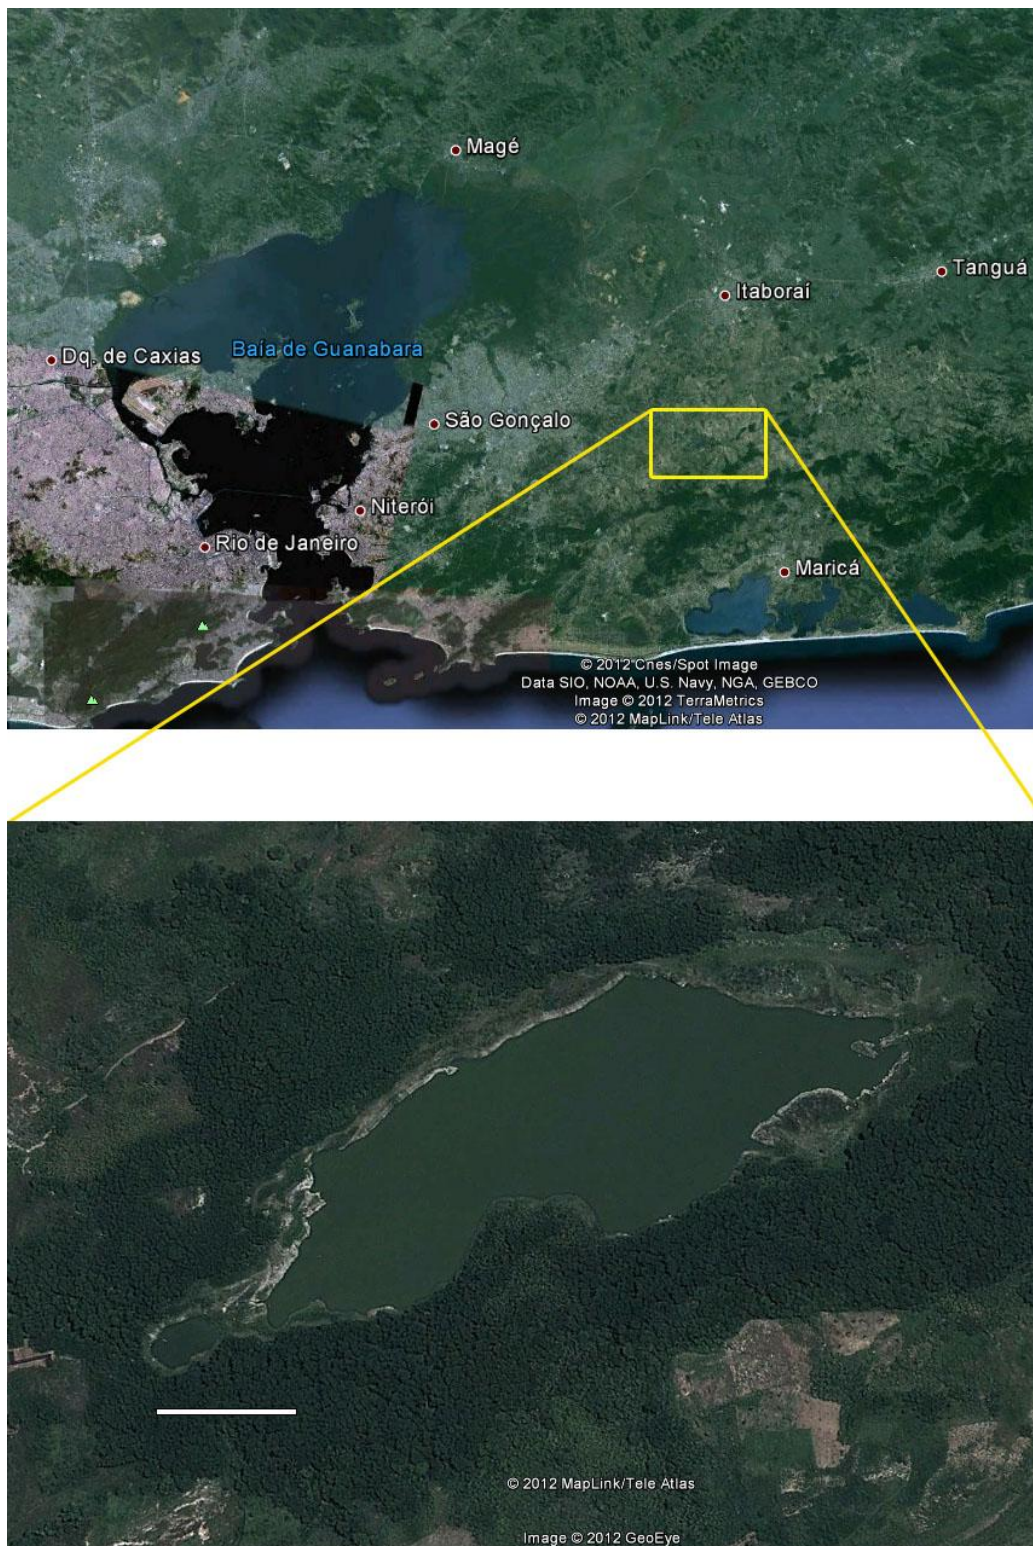 Magé
Tanguá
Itaboraí
Baía de Guanabara
Dq. de Caxias
São Gonçalo
Niterói
Rio de Janeiro
Maricá
© 2012 Cnes/Spot Image
Data SIO, NOAA, U.S. Navy, NGA, GEBCO
Image © 2012 TerraMetrics
© 2012 MapLink/Tele Atlas
© 2012 MapLink/Tele Atlas
Image © 2012 GeoEye